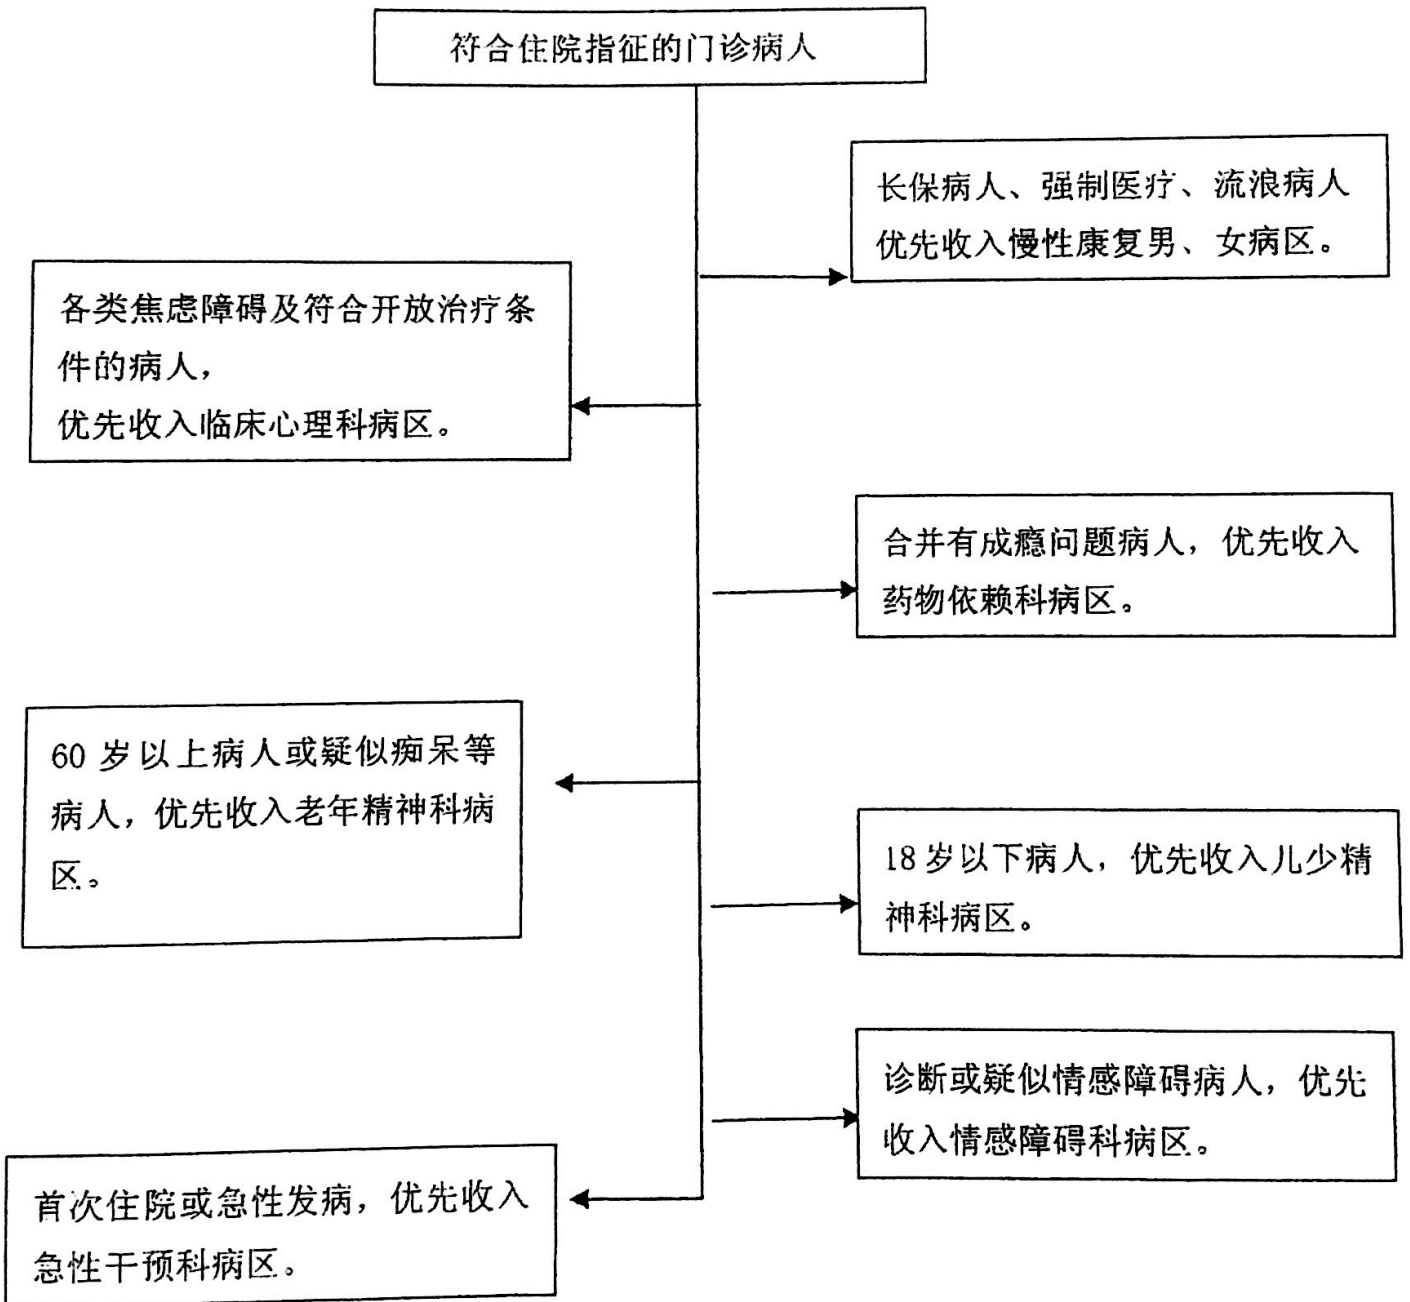 符合住院指征的门诊病人
长保病人、强制医疗、流浪病人
优先收入慢性康复男、女病区。
各类焦虑障碍及符合开放治疗条
件的病人，
优先收入临床心理科病区。
合并有成瘾问题病人，优先收入
药物依赖科病区。
60 岁以上病人或疑似痴呆等
病人，优先收入老年精神科病
区。
18岁以下病人，优先收入儿少精
神科病区。
诊断或疑似情感障碍病人，优先
收入情感障碍科病区。
首次住院或急性发病，优先收入
急性干预科病区。